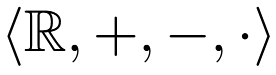 ⟨ℝ, +, −, ·⟩